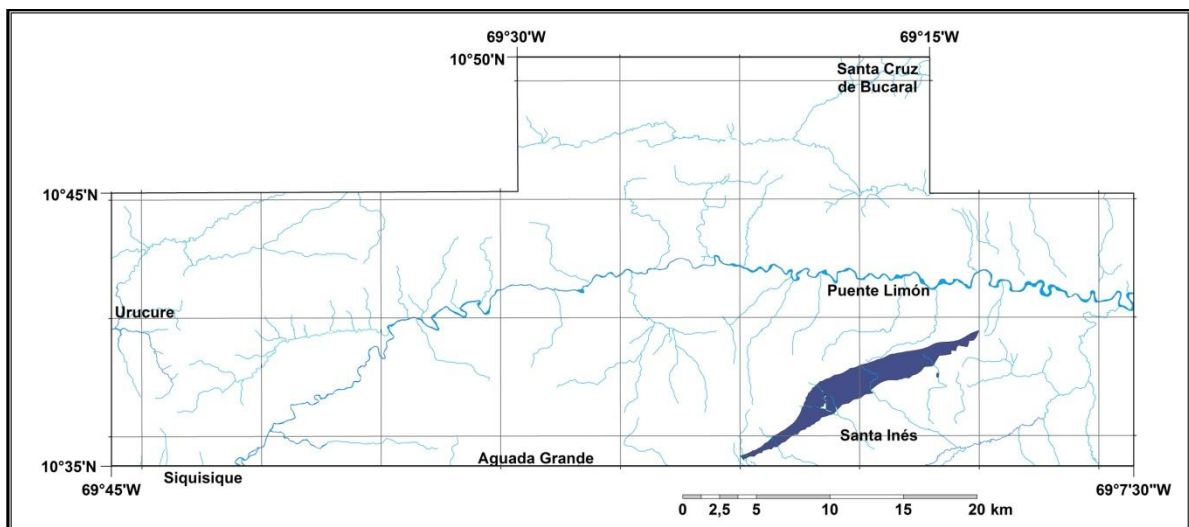 69°30'W
69°15'W
10°50'N
Santa Cruz
de Bucaral
10°45'N
Puente Limón
Urucure
Santa Inés
Aguada Grande
10°35'N
Siquisique
69°45'W
69°7'30"W
0 2,5 5 10 15 20 km